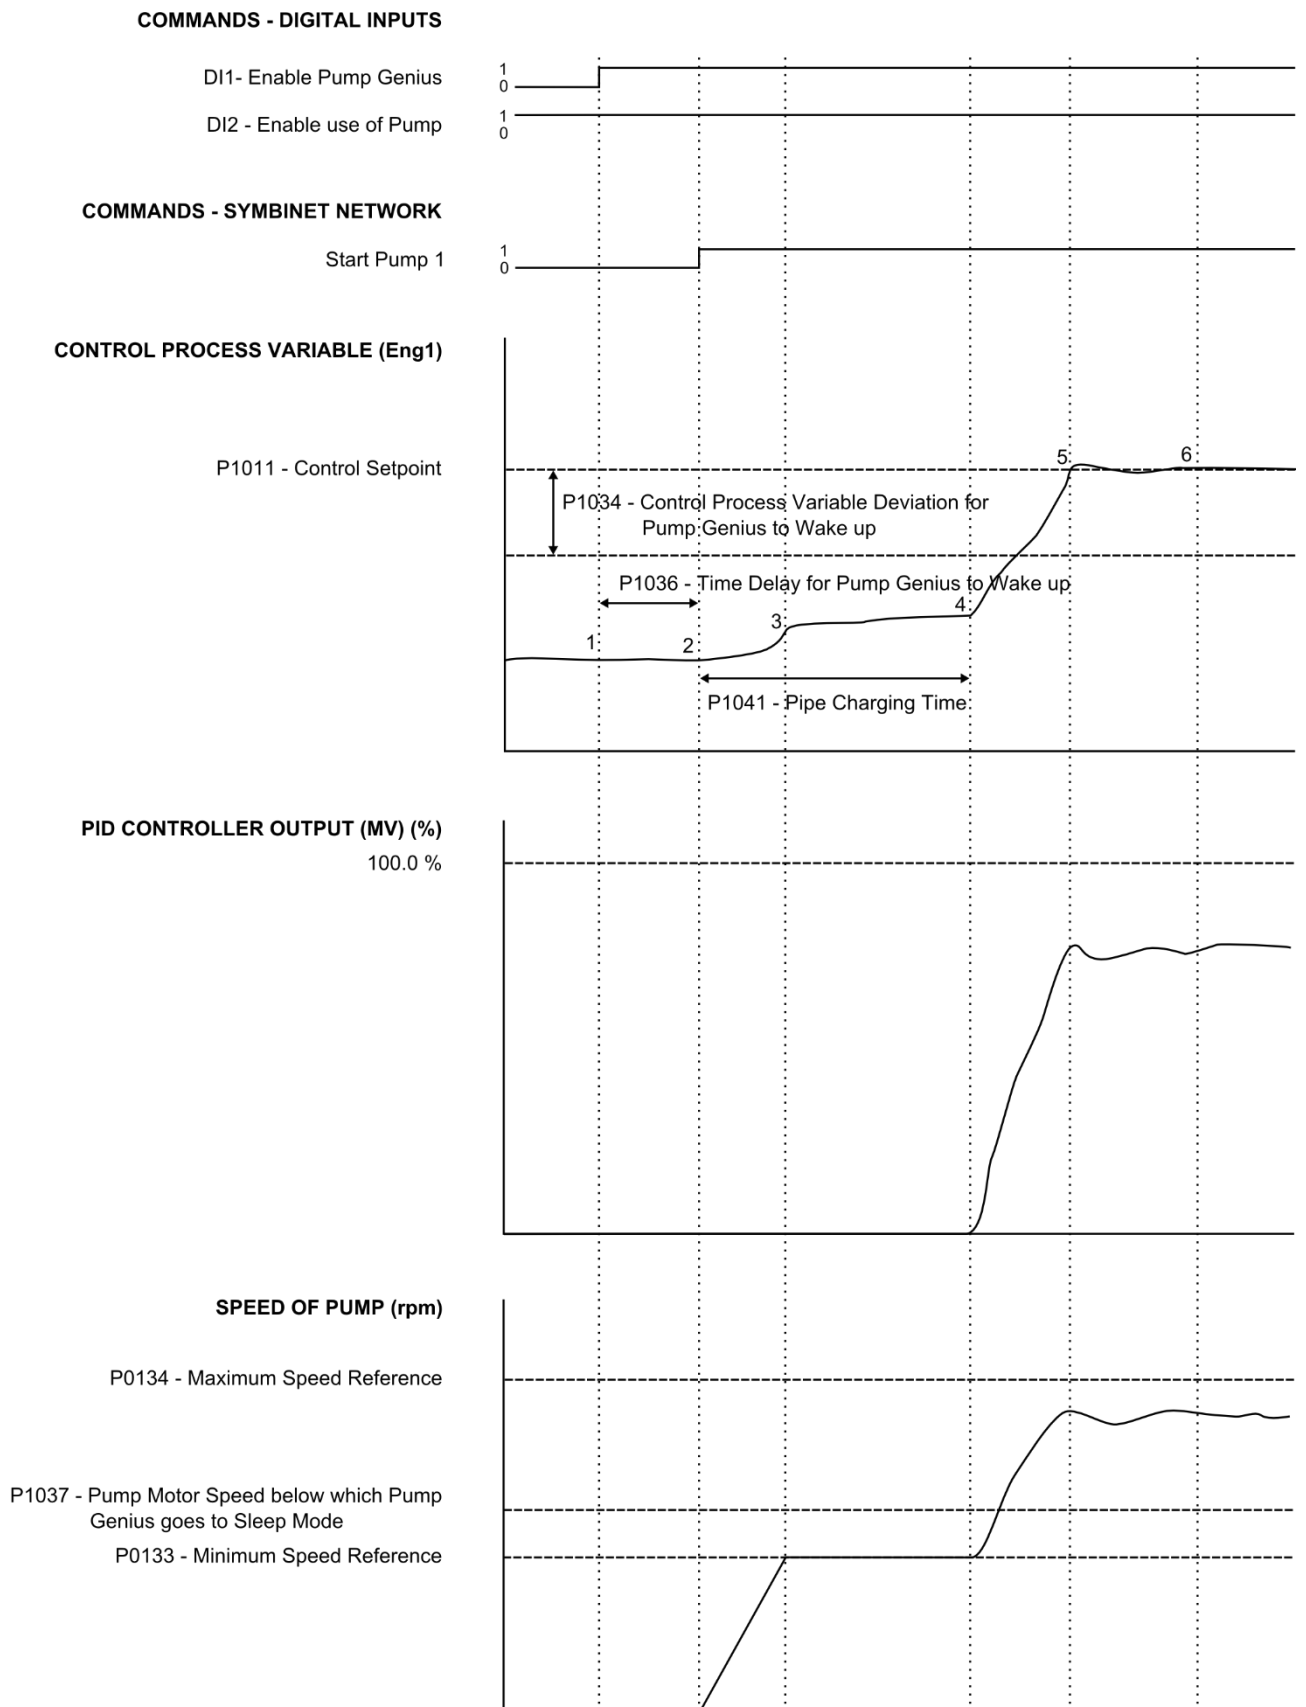 COMMANDS - DIGITAL INPUTS
DI1- Enable Pump Genius
1
0
DI2 - Enable use of Pump
1
0
COMMANDS - SYMBINET NETWORK
Start Pump 1
1
0
CONTROL PROCESS VARIABLE (Eng1)
P1011 - Control Setpoint
5
6
P1034 - Control Process Variable Deviation for
Pump Genius to Wake up
P1036 - Time Delay for Pump Genius to Wake up
1
2
3
4
P1041 - Pipe Charging Time
PID CONTROLLER OUTPUT (MV) (%)
100.0 %
SPEED OF PUMP (rpm)
P0134 - Maximum Speed Reference
P1037 - Pump Motor Speed below which Pump
Genius goes to Sleep Mode
P0133 - Minimum Speed Reference